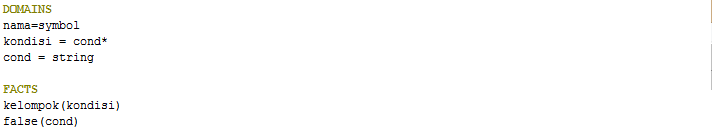 DOMAINS
nama=symbol
kondisi = cond*
cond = string
FACTS
kelompok(kondisi)
false(cond)